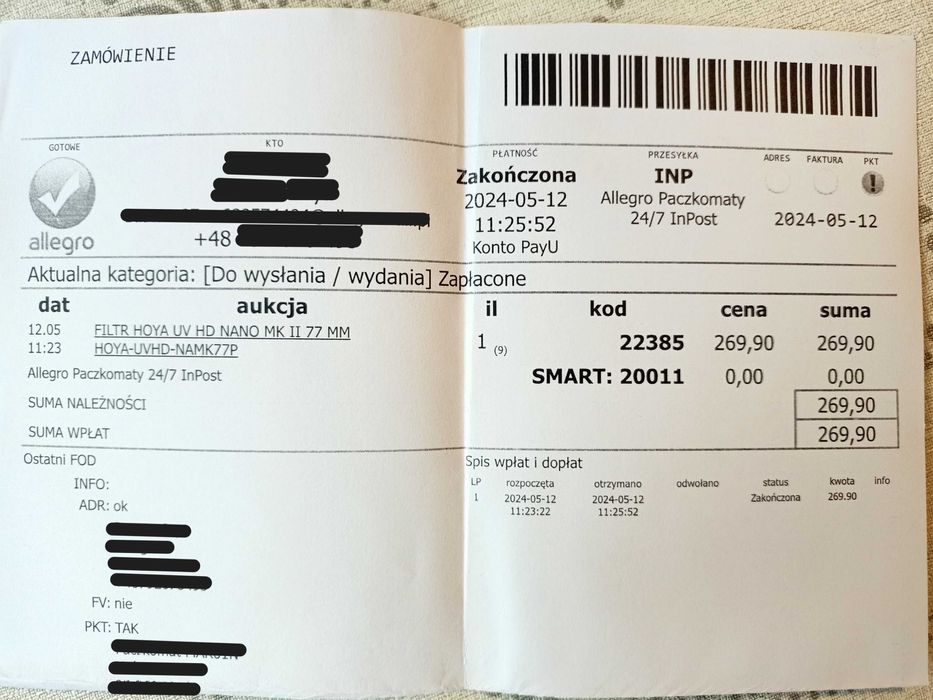 ZAMÓWIENIE
GOTOWE
KTO
PŁATNOŚĆ
PRZESYŁKA
ADRES
FAKTURA
PKT
allegro
+48
Zakończona
2024-05-12
11:25:52
Konto PayU
INP
Allegro Paczkomaty
24/7 InPost
!
2024-05-12
Aktualna kategoria: [Do wysłania / wydania] Zapłacone
dat aukcja il kod cena suma
12.05 FILTR HOYA UV HD NANO MK II 77 MM
11:23 HOYA-UVHD-NAMK77P
1 (9) 22385 269,90 269,90
Allegro Paczkomaty 24/7 InPost SMART: 20011 0,00 0,00
SUMA NALEŻNOŚCI 269,90
SUMA WPŁAT 269,90
Ostatni FOD
INFO:
ADR: ok
FV: nie
PKT: TAK
Spis wpłat i dopłat
LP rozpoczęta otrzymano odwołano status kwota info
1 2024-05-12 2024-05-12 Zakończona 269.90
11:23:22 11:25:52